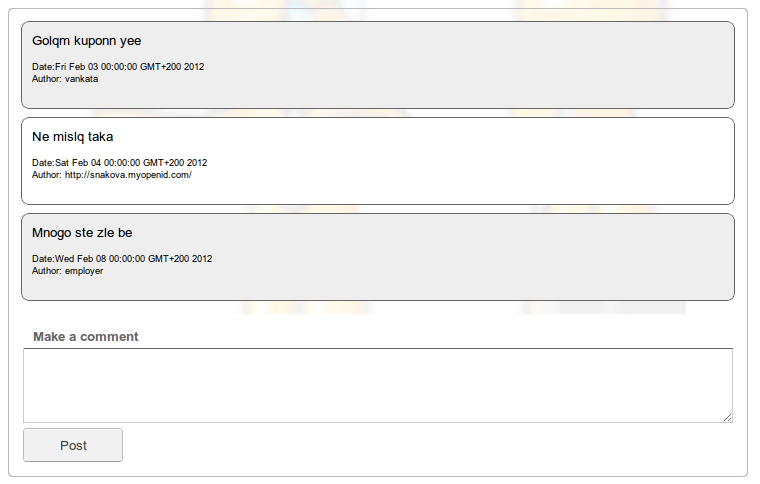 Golqm kuponn yee
Date:Fri Feb 03 00:00:00 GMT+200 2012
Author: vankata
Ne mislq taka
Date:Sat Feb 04 00:00:00 GMT+200 2012
Author: http://snakova.myopenid.com/
Mnogo ste zle be
Date:Wed Feb 08 00:00:00 GMT+200 2012
Author: employer
Make a comment
Post